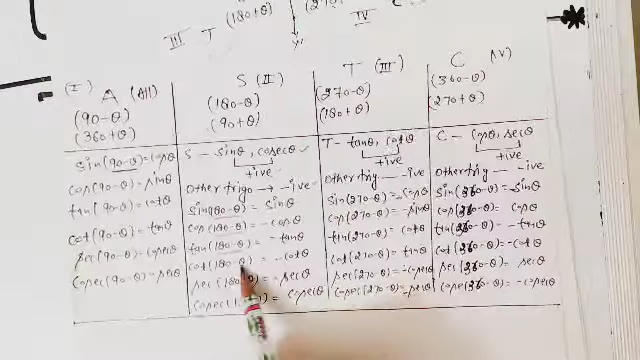 III T (180+θ)
IV
Y'
(I) A (All)
(90-θ)
(360+θ)
sin(90-θ)=cosθ
cos(90-θ)=sinθ
tan(90-θ)=cotθ
cot(90-θ)=tanθ
sec(90-θ)=cosecθ
cosec(90-θ)=secθ
S (II)
(180-θ)
(90+θ)
S - sinθ, cosecθ
+ive
Other trigo → -ive
sin(180-θ) = sinθ
cos(180-θ) = -cosθ
tan(180-θ) = -tanθ
cot(180-θ) = -cotθ
sec(180-θ) = -secθ
cosecθ
T (III)
(270-θ)
(180+θ)
T - tanθ, cotθ
+ive
Other trig — -ive
sin(270-θ) = -cosθ
cos(270-θ) = -sinθ
tan(270-θ) = cotθ
cot(270-θ) = tanθ
sec(270-θ) = -cosecθ
cosec(270-θ) = -secθ
C (IV)
(360-θ)
(270+θ)
C - cosθ, secθ
+ive
Other trig — -ive
sin(360-θ) = -sinθ
cos(360-θ) = cosθ
tan(360-θ) = -tanθ
cot(360-θ) = -cotθ
sec(360-θ) = secθ
cosec(360-θ) = -cosecθ